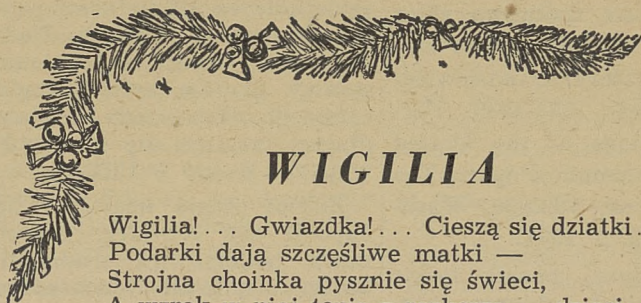 WIGILIA
Wigilia!... Gwiazdka!... Cieszą się dziatki.
Podarki dają szczęśliwe matki —
Strojna choinka pysznie się świeci,
A